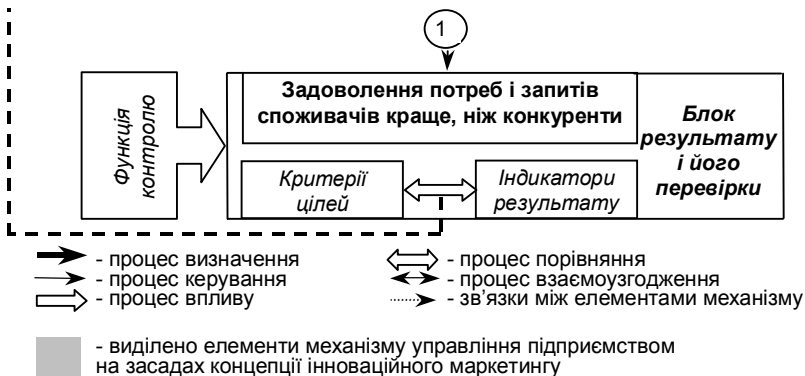 1
Функція
контролю
Задоволення потреб і запитів
споживачів краще, ніж конкуренти
Критерії
цілей
Індикатори
результату
Блок
результату
і його
перевірки
- процес визначення
- процес керування
- процес впливу
- процес порівняння
- процес взаємоузгодження
- зв'язки між елементами механізму
- виділено елементи механізму управління підприємством
на засадах концепції інноваційного маркетингу